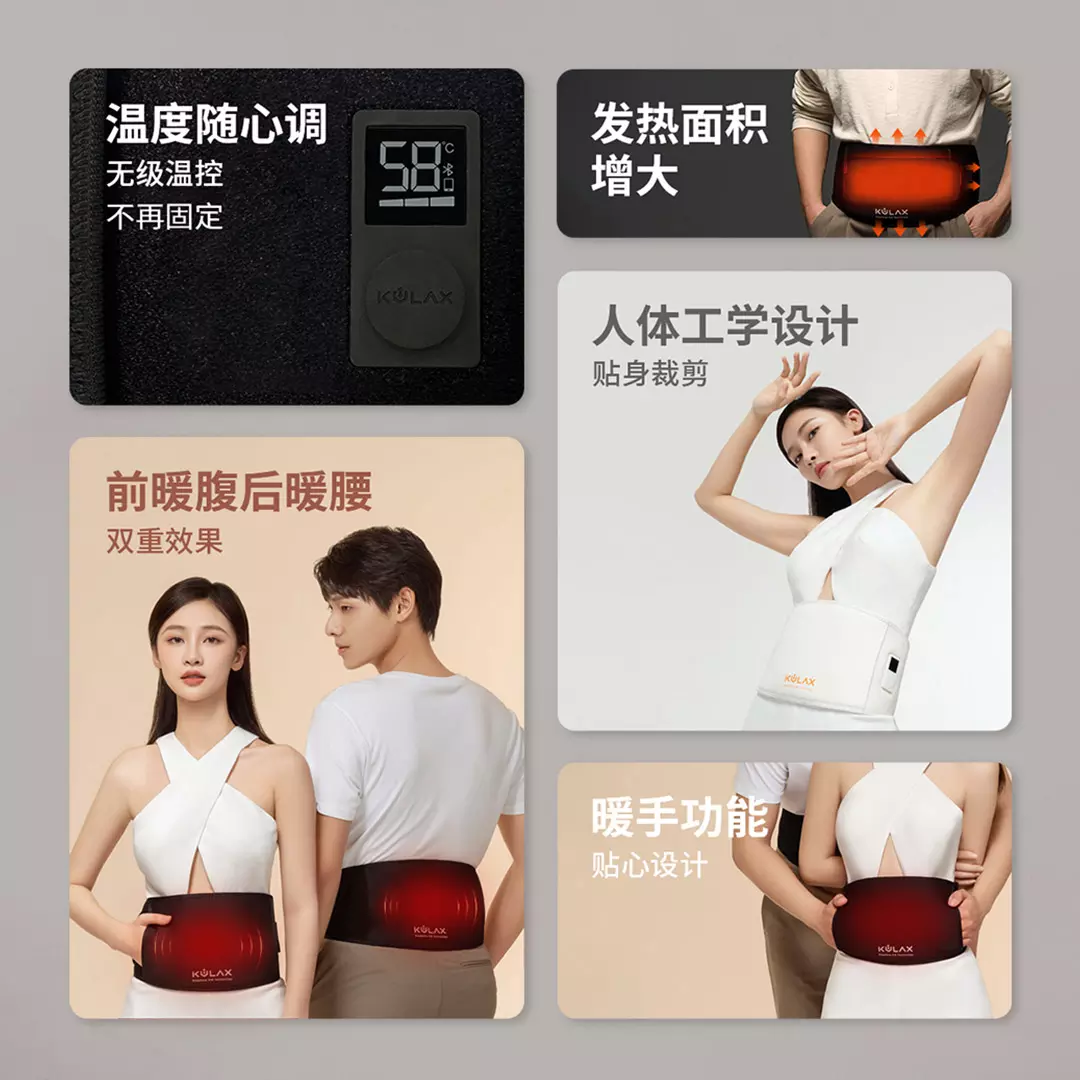 温度随心调
无级温控
不再固定
58°C
KULAX
发热面积
增大
KULAX
人体工学设计
贴身裁剪
KULAX
前暖腹后暖腰
双重效果
KULAX
KULAX
暖手功能
贴心设计
KULAX